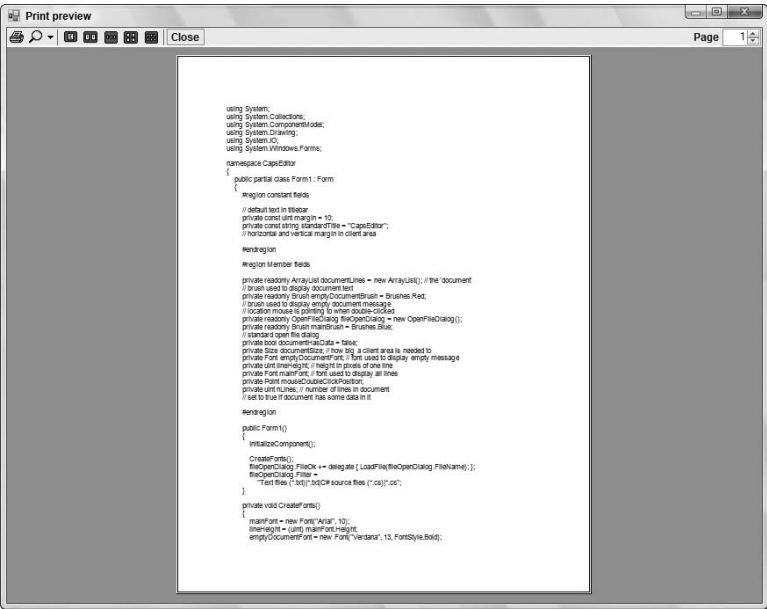 Print preview
Close
Page 1
using System;
using System.Collections;
using System.ComponentModel;
using System.Drawing;
using System.IO;
using System.Windows.Forms;
namespace CapsEditor
{
public partial class Form1 : Form
{
#region constant fields
// default text in titlebar
private const uint margin = 10;
private const string standardTitle = "CapsEditor";
// horizontal and vertical margin in client area
#endregion
#region Member fields
private readonly ArrayList documentLines = new ArrayList(); // the 'document'
// brush used to display document text
private readonly Brush emptyDocumentBrush = Brushes.Red;
// brush used to display empty document message
// location mouse is pointing to when double-clicked
private readonly OpenFileDialog fileOpenDialog = new OpenFileDialog();
private readonly Brush mainBrush = Brushes.Blue;
// standard open file dialog
private bool documentHasData = false;
private Size documentSize; // how big a client area is needed to
private Font emptyDocumentFont; // font used to display empty message
private uint lineHeight; // height in pixels of one line
private Font mainFont; // font used to display all lines
private Point mouseDoubleClickPosition;
private uint nLines; // number of lines in document
// set to true if document has some data in it
#endregion
public Form1()
{
InitializeComponent();
CreateFonts();
fileOpenDialog.FileOk += delegate { LoadFile(fileOpenDialog.FileName); };
fileOpenDialog.Filter =
"Text files (*.txt)|*.txt|C# source files (*.cs)|*.cs";
}
private void CreateFonts()
{
mainFont = new Font("Arial", 10);
lineHeight = (uint) mainFont.Height;
emptyDocumentFont = new Font("Verdana", 13, FontStyle.Bold);